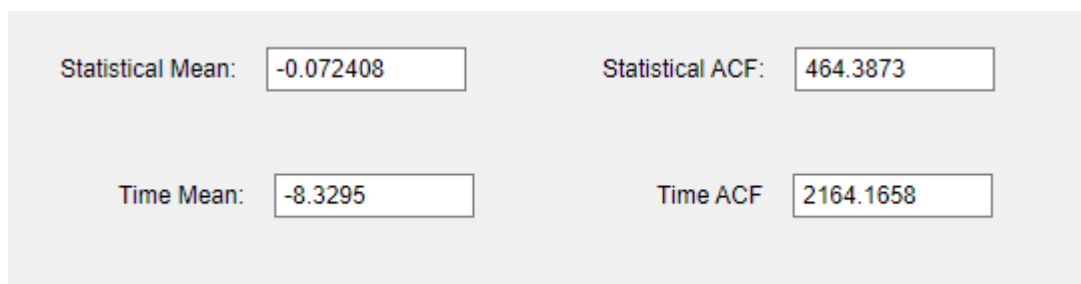 Statistical Mean: -0.072408 Statistical ACF: 464.3873
Time Mean: -8.3295 Time ACF 2164.1658